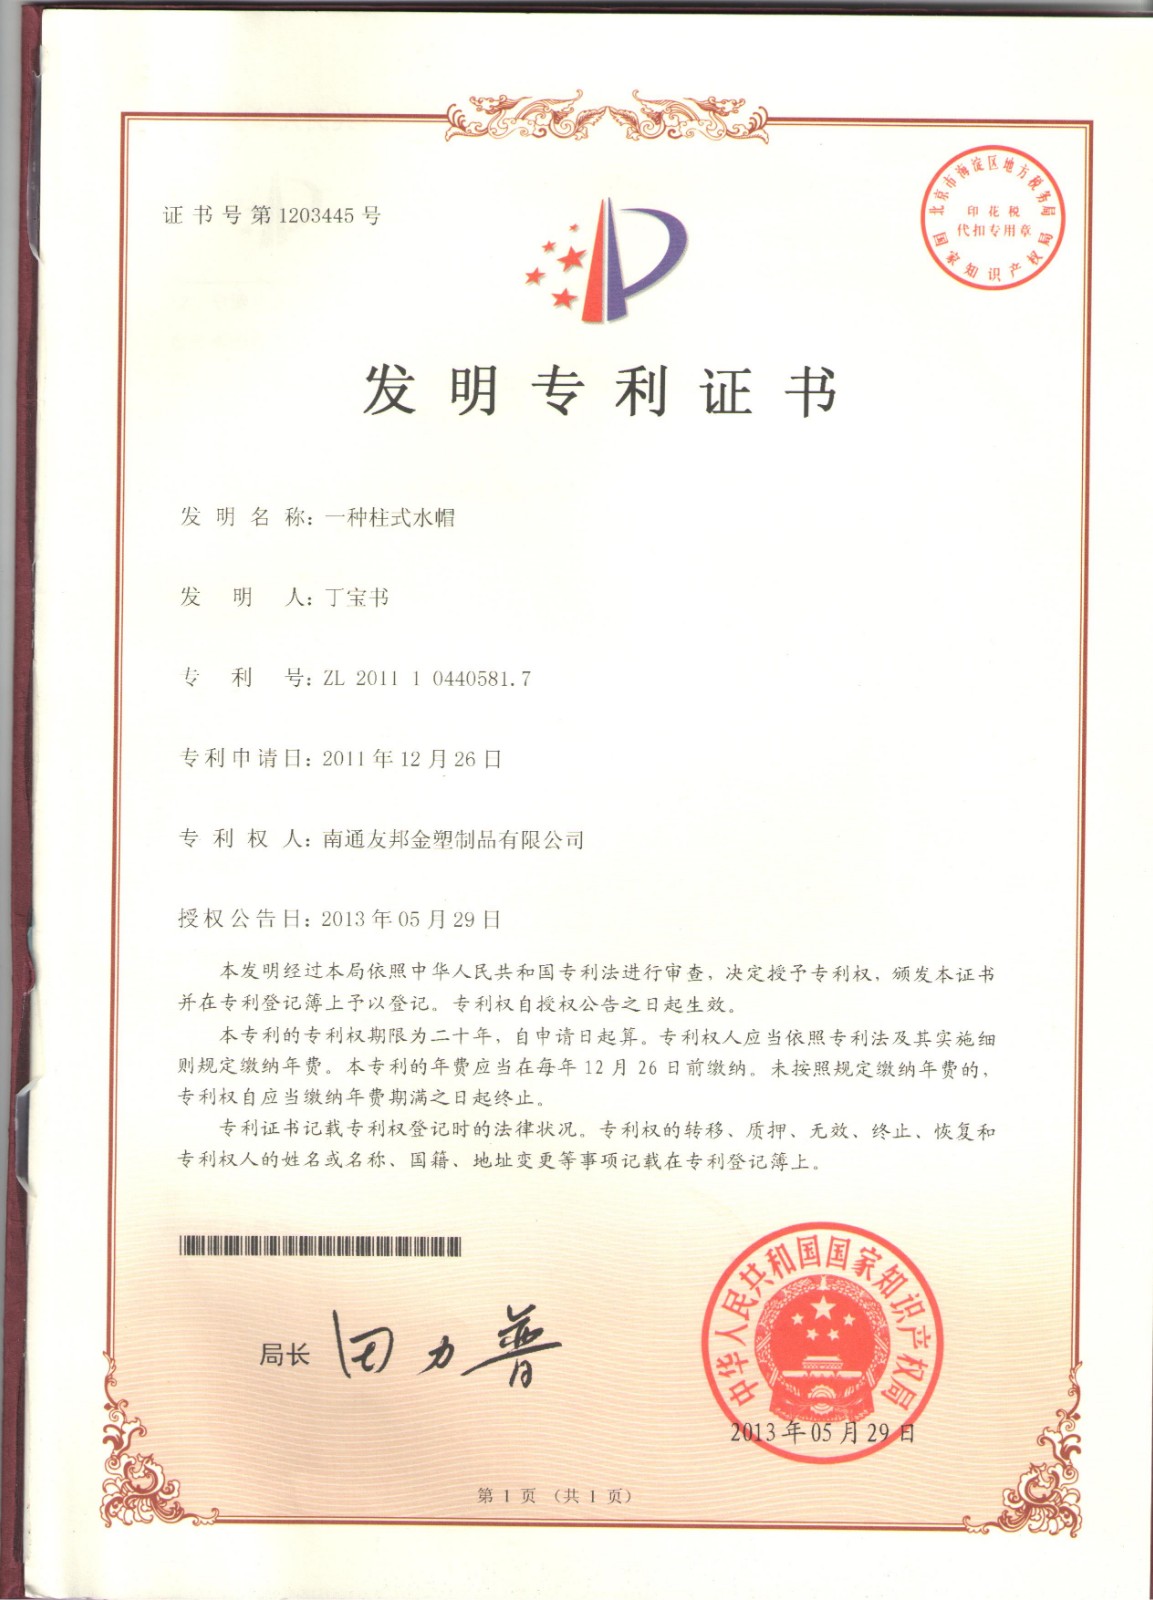 证书号第1203445号
北京市海淀区地方税务局
印花税
代扣专用章
国家知识产权局
发明专利证书
发明名称：一种柱式水帽
发明人：丁宝书
专利号：ZL 2011 1 0440581.7
专利申请日：2011年12月26日
专利权人：南通友邦金塑制品有限公司
授权公告日：2013年05月29日
本发明经过本局依照中华人民共和国专利法进行审查，决定授予专利权，颁发本证书
并在专利登记簿上予以登记。专利权自授权公告之日起生效。
本专利的专利权期限为二十年，自申请日起算。专利权人应当依照专利法及其实施细
则规定缴纳年费。本专利的年费应当在每年12月26日前缴纳。未按照规定缴纳年费的，
专利权自应当缴纳年费期满之日起终止。
专利证书记载专利权登记时的法律状况。专利权的转移、质押、无效、终止、恢复和
专利权人的姓名或名称、国籍、地址变更等事项记载在专利登记簿上。
局长 田力普
中华人民共和国国家知识产权局
2013年05月29日
第1页（共1页）